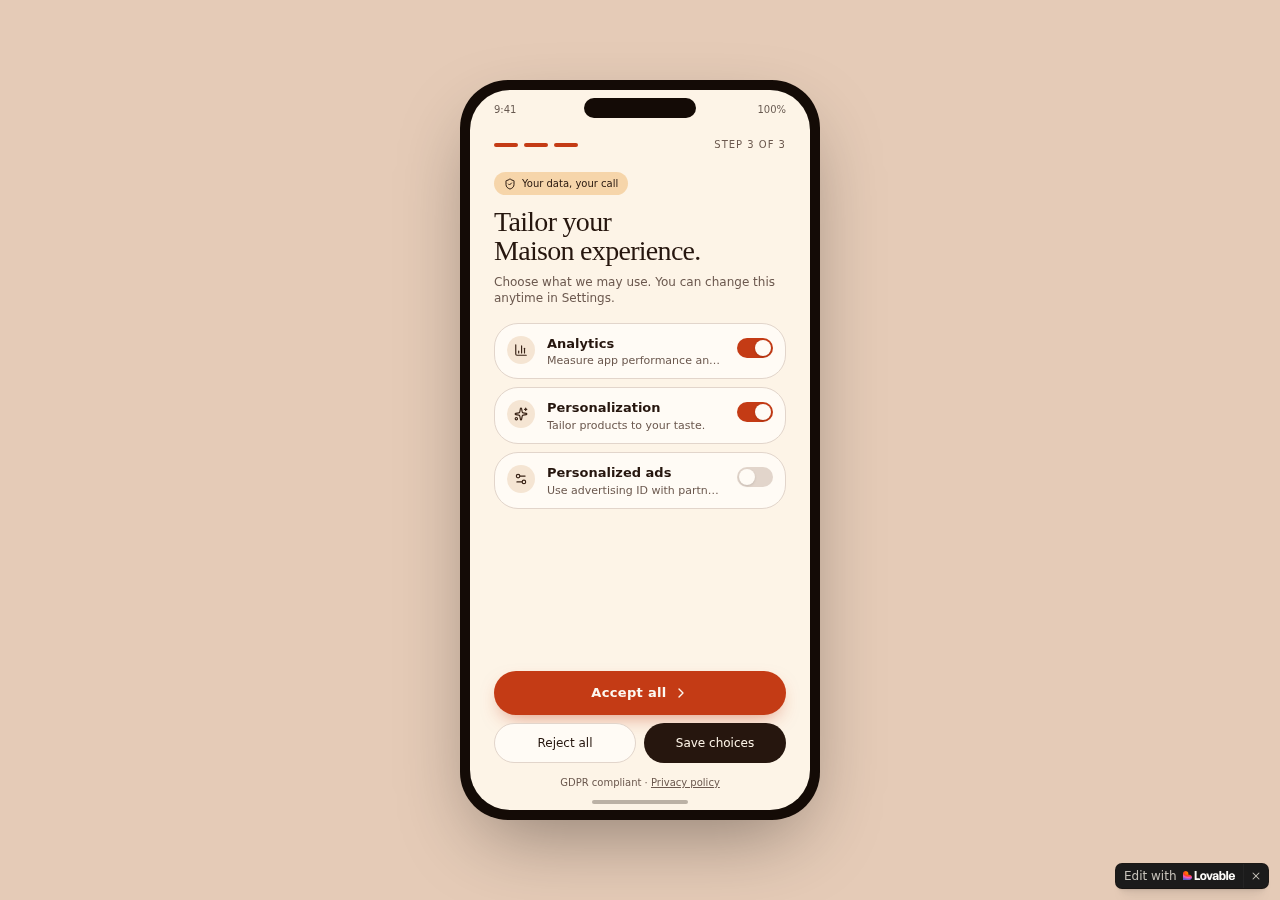 9:41
100%
STEP 3 OF 3
Your data, your call
Tailor your
Maison experience.
Choose what we may use. You can change this
anytime in Settings.
Analytics
Measure app performance an...
Personalization
Tailor products to your taste.
Personalized ads
Use advertising ID with partn...
Accept all
Reject all
Save choices
GDPR compliant · Privacy policy
Edit with Lovable ×